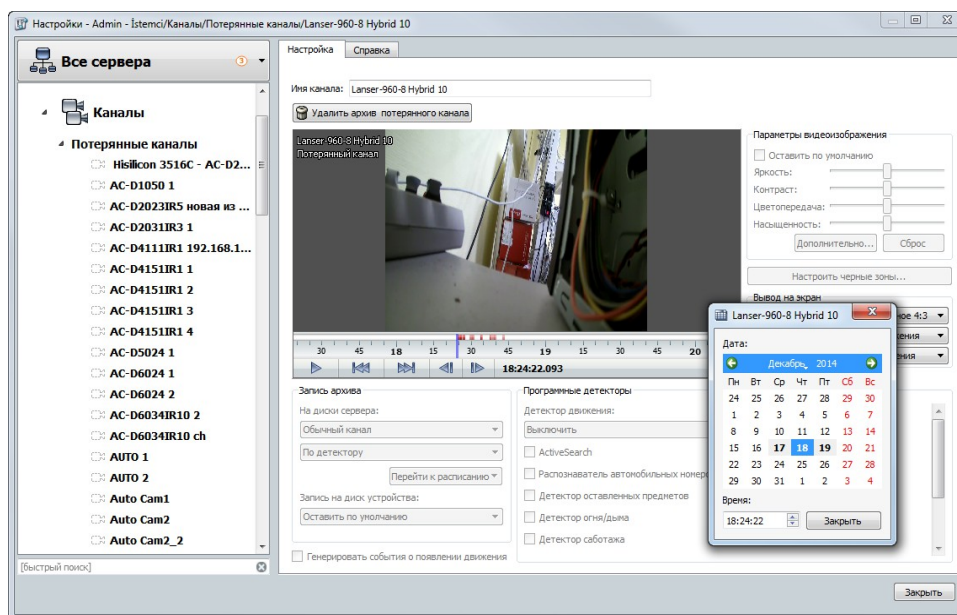 Настройки - Admin - İstemci/Каналы/Потерянные каналы/Lanser-960-8 Hybrid 10
Все сервера 3
Каналы
Потерянные каналы
Hisilicon 3516C - AC-D2...
AC-D1050 1
AC-D2023IR5 новая из ...
AC-D2031IR3 1
AC-D4111IR1 192.168.1...
AC-D4151IR1 1
AC-D4151IR1 2
AC-D4151IR1 3
AC-D4151IR1 4
AC-D5024 1
AC-D6024 1
AC-D6024 2
AC-D6034IR10 2
AC-D6034IR10 ch
AUTO 1
AUTO 2
Auto Cam1
Auto Cam2
Auto Cam2_2
[быстрый поиск]
Настройка Справка
Имя канала: Lanser-960-8 Hybrid 10
Удалить архив потерянного канала
Lanser-960-8 Hybrid 10
Потерянный канал
30 45 18 15 30 45 19 15 30 45 20
18:24:22.093
Запись архива
На диски сервера:
Обычный канал
По детектору
Перейти к расписанию
Запись на диск устройства:
Оставить по умолчанию
Генерировать события о появлении движения
Программные детекторы
Детектор движения:
Выключить
ActiveSearch
Распознаватель автомобильных номеро
Детектор оставленных предметов
Детектор огня/дыма
Детектор саботажа
Параметры видеоизображения
Оставить по умолчанию
Яркость:
Контраст:
Цветопередача:
Насыщенность:
Дополнительно... Сброс
Настроить черные зоны...
Вывод на экран
ное 4:3
ения
ения
Lanser-960-8 Hybrid 10
Дата:
Декабрь, 2014
Пн Вт Ср Чт Пт Сб Вс
24 25 26 27 28 29 30
1 2 3 4 5 6 7
8 9 10 11 12 13 14
15 16 17 18 19 20 21
22 23 24 25 26 27 28
29 30 31 1 2 3 4
Время:
18:24:22 Закрыть
Закрыть